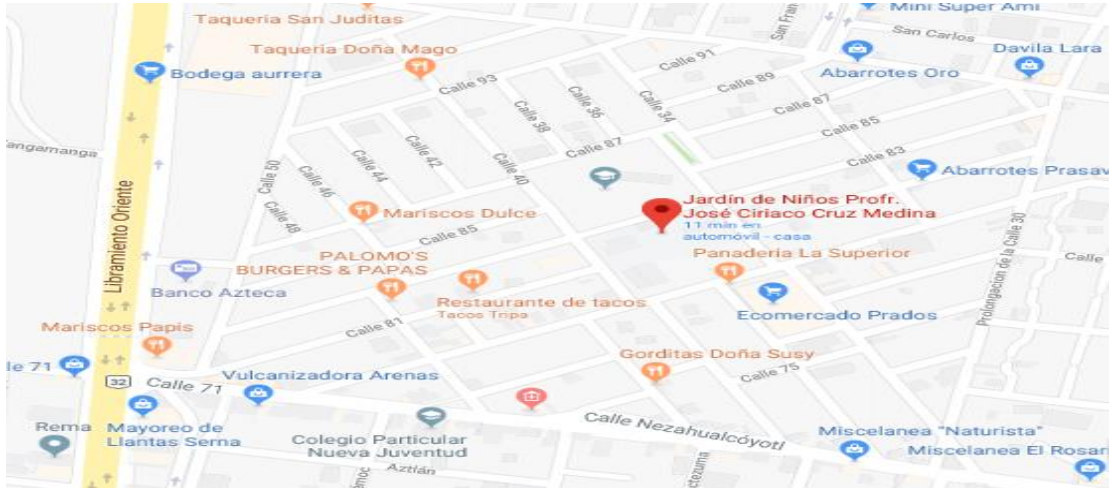 Mini Super Ami
Taquería San Juditas
San Carlos
Taquería Doña Mago
Davila Lara
Calle 91
Bodega aurrera
Abarrotes Oro
Calle 93
Calle 89
Calle 36
Calle 34
Calle 38
Calle 87
Calle 42
Calle 85
Calle 87
Calle 44
Calle 83
Calle 50
Calle 46
Calle 40
Abarrotes
Jardín de Niños Profr.
José Ciriaco Cruz Medina
11 min en
automóvil - casa
Mariscos Dulce
Calle 48
Calle 85
Libramiento Oriente
PALOMO'S
BURGERS & PAPAS
Panadería La Superior
Prolongacion de la Calle 30
Calle
Banco Azteca
Restaurante de tacos
Tacos Tripa
Ecomercado Prados
Mariscos Papis
Calle 81
Gorditas Doña Susy
Calle 75
le 71
32
Calle 71
Vulcanizadora Arenas
Calle Nezahualcóyotl
Rema
Mayoreo de
Llantas Serna
Colegio Particular
Nueva Juventud
Aztlán
Miscelanea "Naturista"
Miscelanea El Rosar